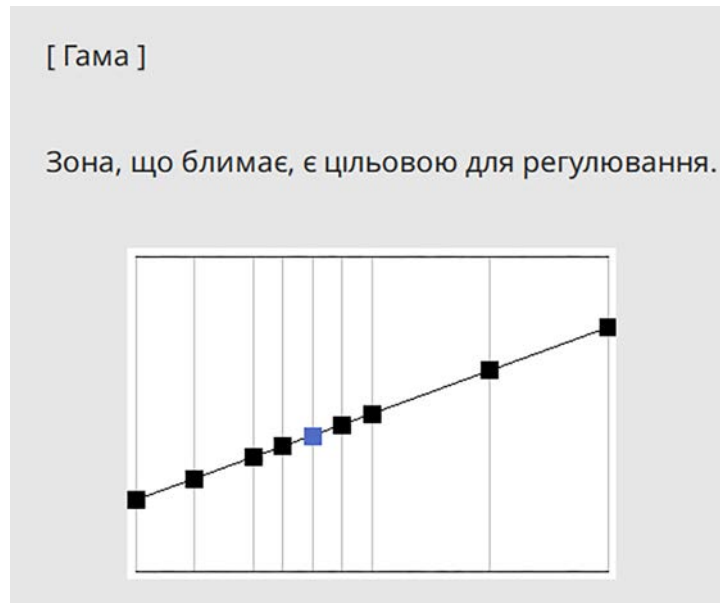 [ Гама ]
Зона, що блимає, є цільовою для регулювання.